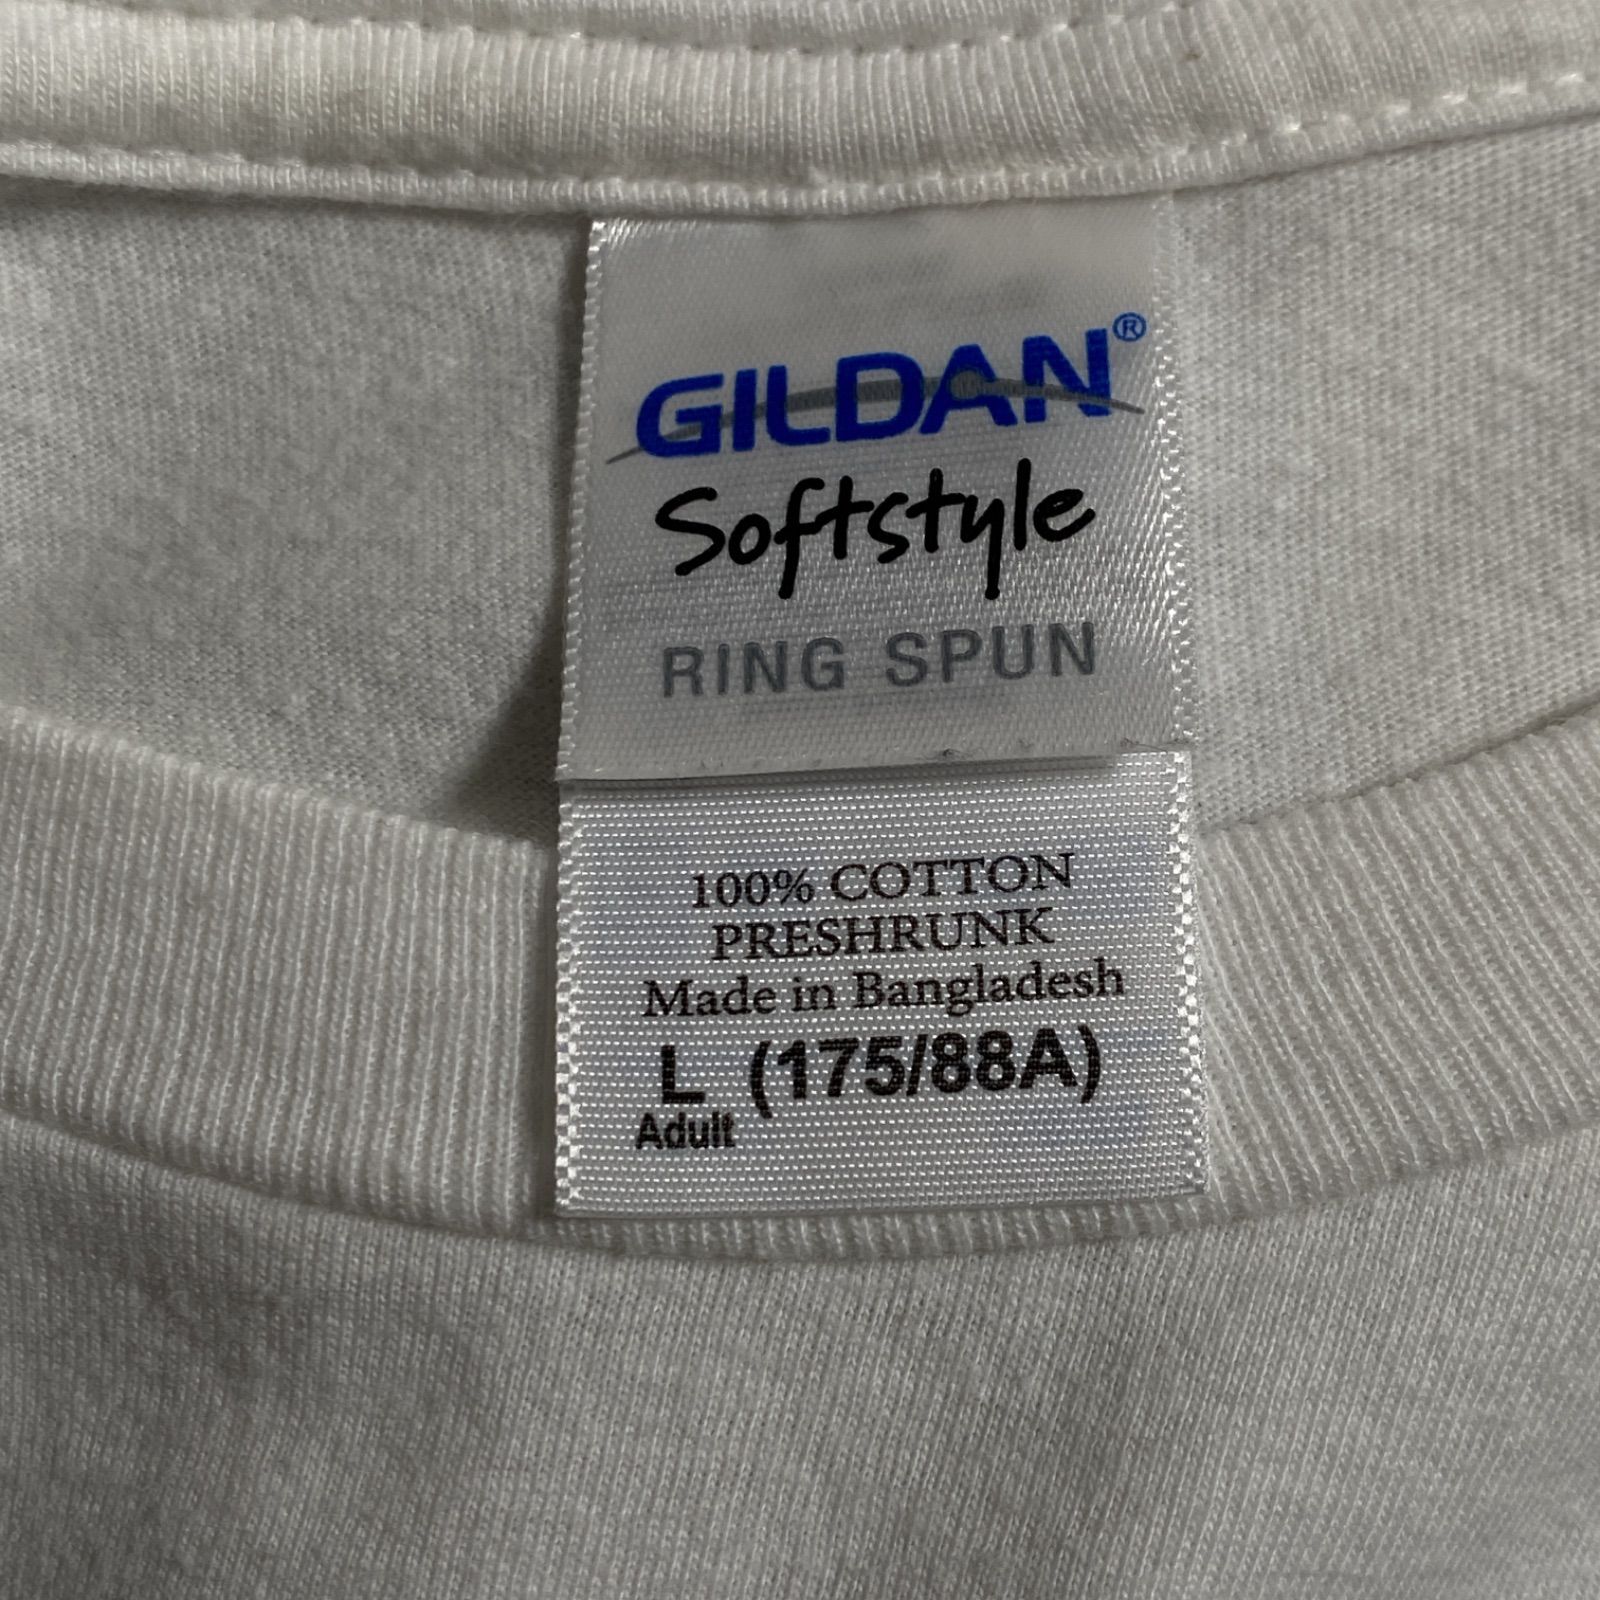 GILDAN®
Softstyle
RING SPUN
100% COTTON
PRESHRUNK
Made in Bangladesh
L (175/88A)
Adult